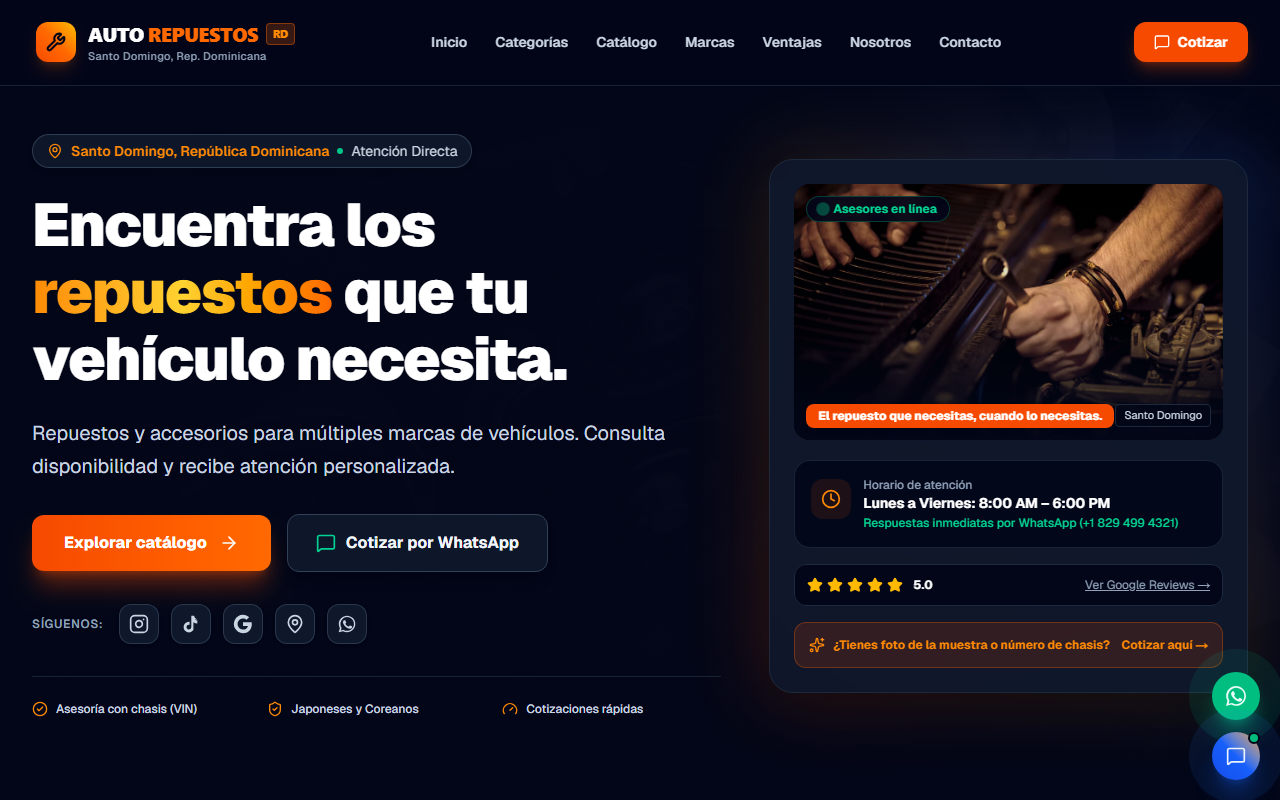 AUTO REPUESTOS RD
Santo Domingo, Rep. Dominicana
Inicio
Categorías
Catálogo
Marcas
Ventajas
Nosotros
Contacto
Cotizar
Santo Domingo, República Dominicana • Atención Directa
Encuentra los
repuestos que tu
vehículo necesita.
Repuestos y accesorios para múltiples marcas de vehículos. Consulta
disponibilidad y recibe atención personalizada.
Explorar catálogo →
Cotizar por WhatsApp
SÍGUENOS:
Asesoría con chasis (VIN)
Japoneses y Coreanos
Cotizaciones rápidas
Asesores en línea
El repuesto que necesitas, cuando lo necesitas.
Santo Domingo
Horario de atención
Lunes a Viernes: 8:00 AM – 6:00 PM
Respuestas inmediatas por WhatsApp (+1 829 499 4321)
5.0
Ver Google Reviews →
¿Tienes foto de la muestra o número de chasis?
Cotizar aquí →